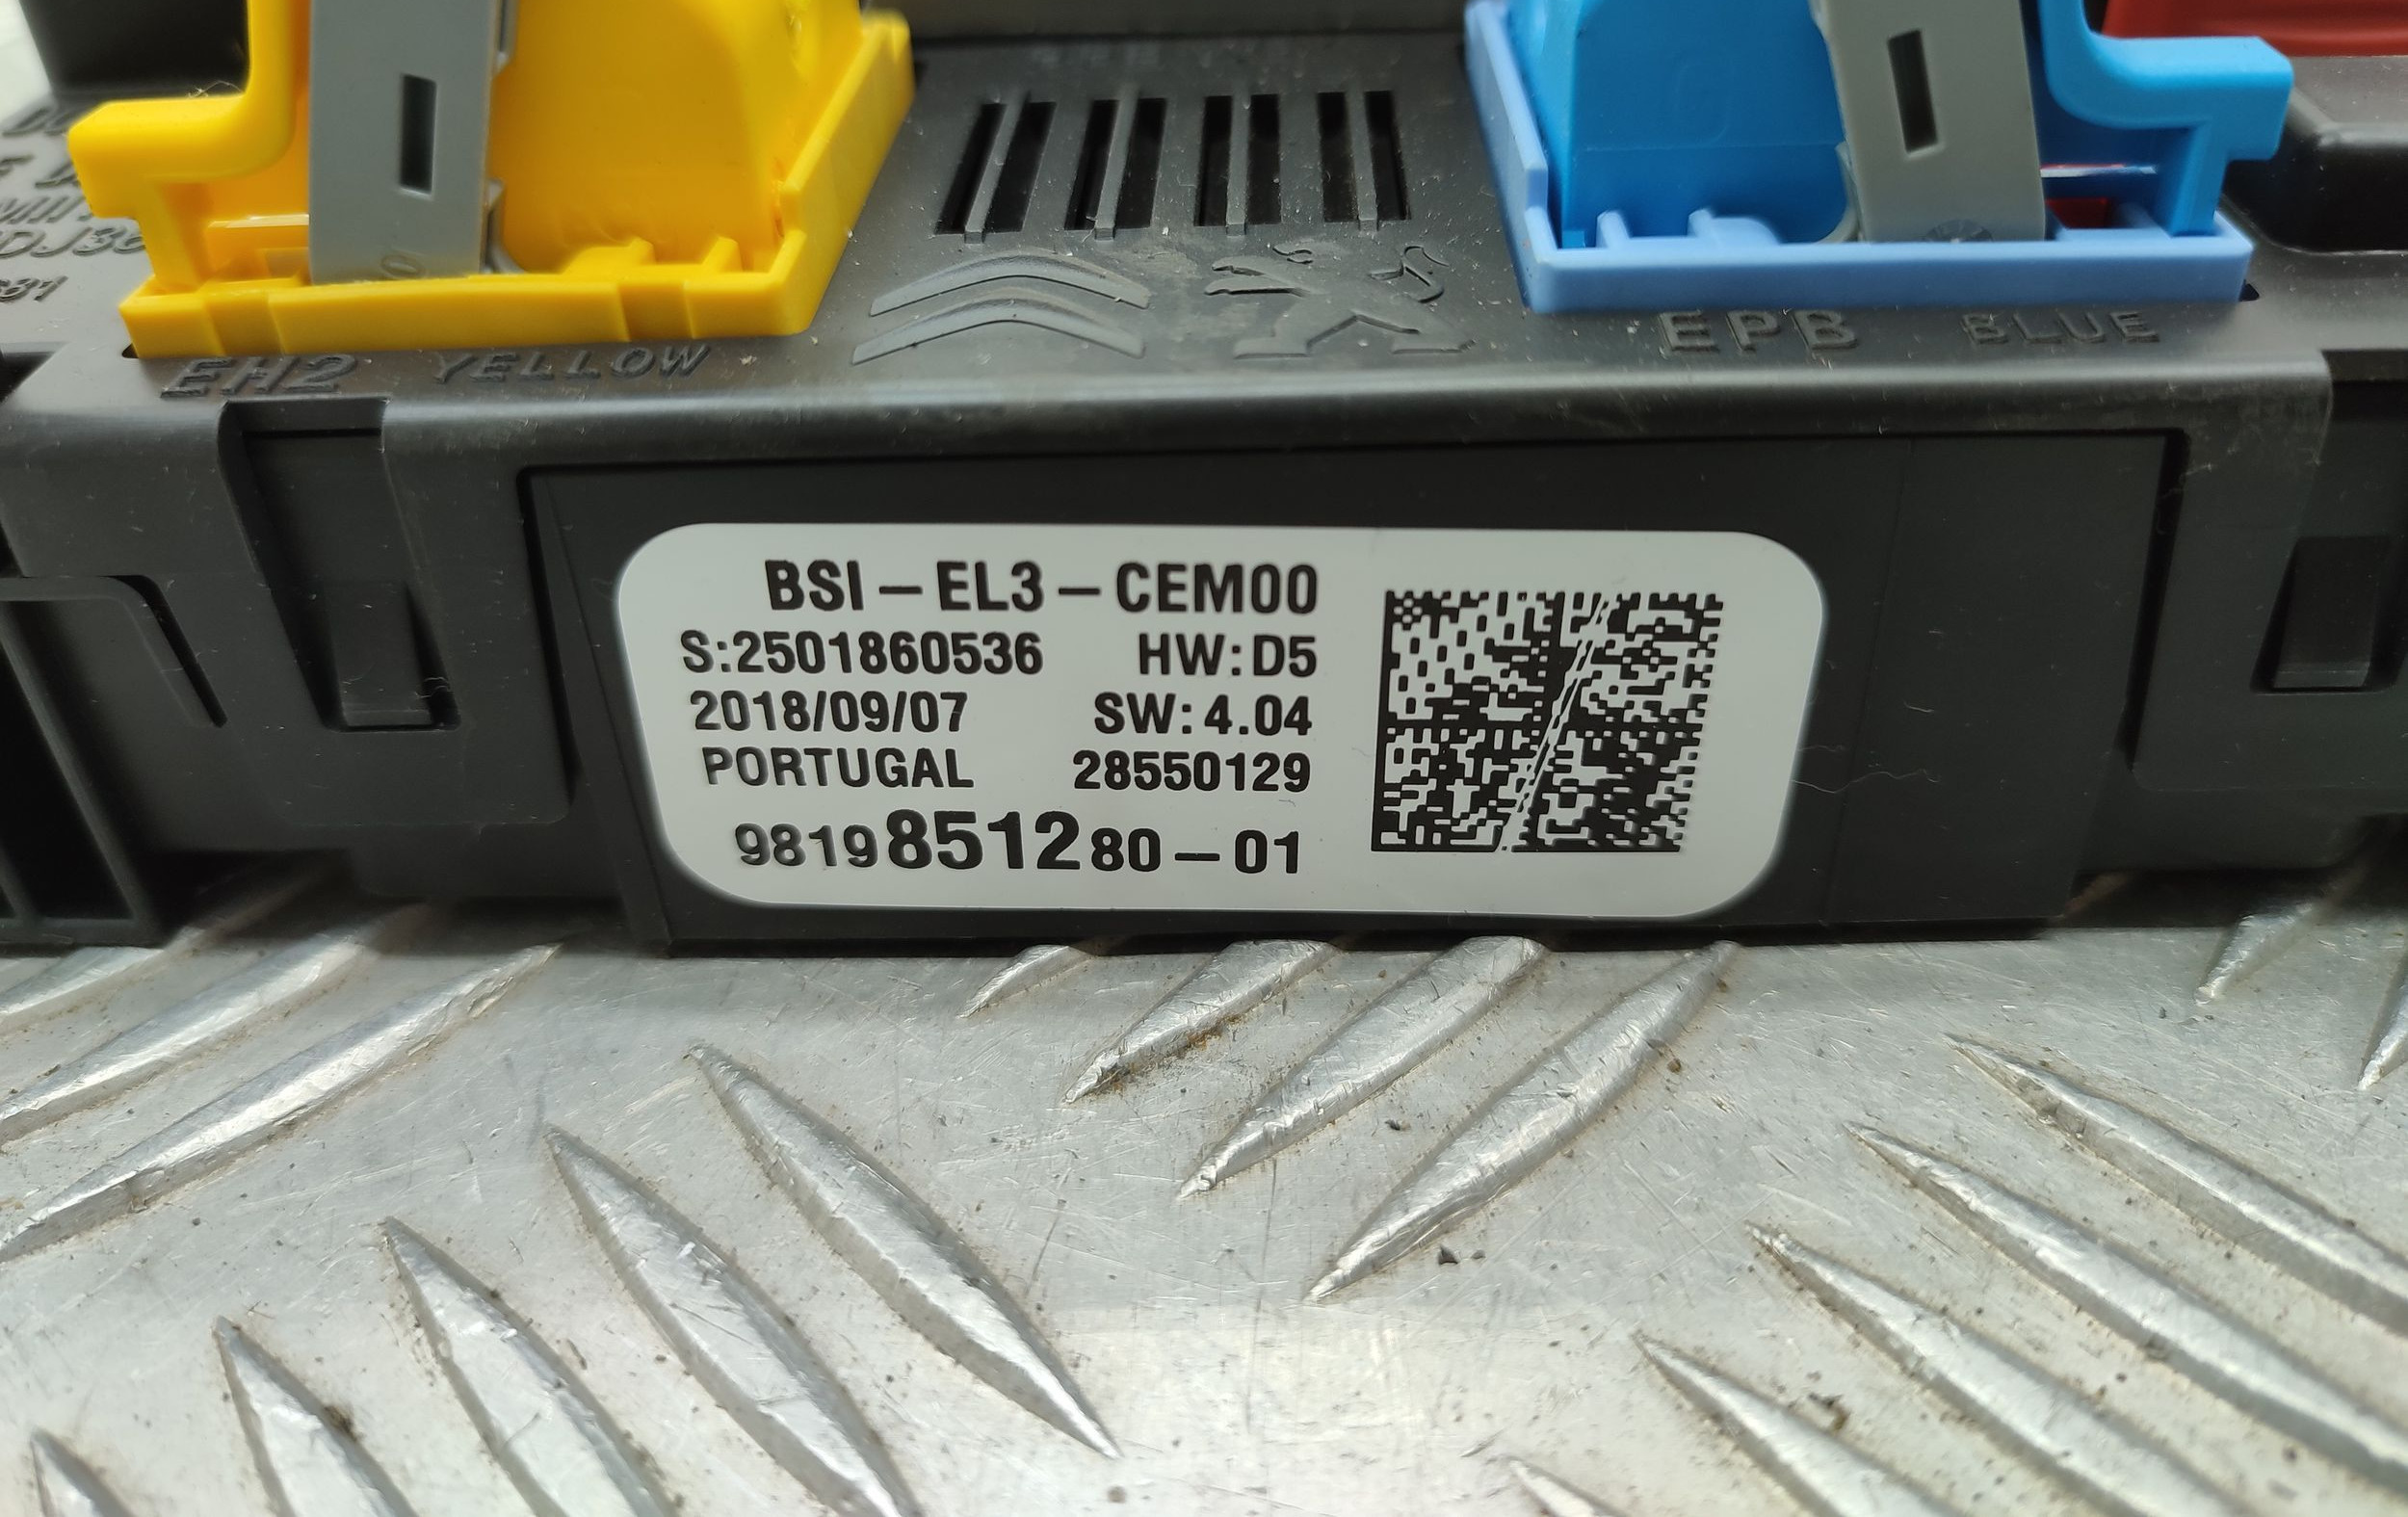 EH2 YELLOW
EPB BLUE
BSI-EL3-CEM00
S:2501860536 HW:D5
2018/09/07 SW:4.04
PORTUGAL 28550129
9819851280-01